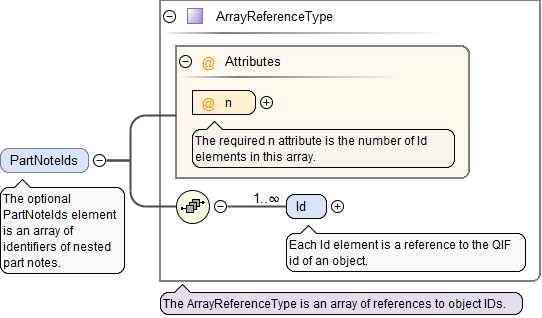 ArrayReferenceType
@ Attributes
@ n
The required n attribute is the number of Id
elements in this array.
PartNoteIds
The optional
PartNoteIds element
is an array of
identifiers of nested
part notes.
1..∞
Id
Each Id element is a reference to the QIF
id of an object.
The ArrayReferenceType is an array of references to object IDs.